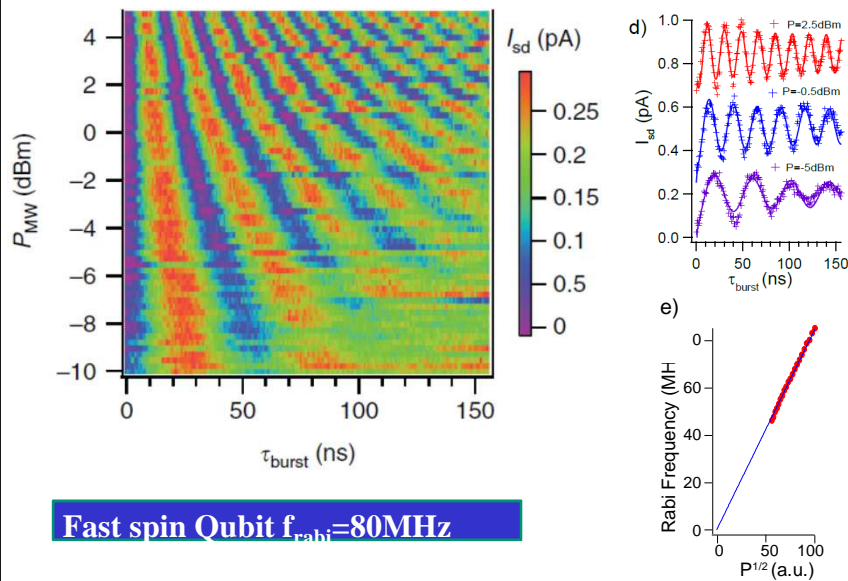 4
2
0
−2
−4
−6
−8
−10
P_MW (dBm)
0
50
100
150
τ_burst (ns)
I_sd (pA)
0.25
0.2
0.15
0.1
0.5
0
d)
P=2.5dBm
P=-0.5dBm
P=-5dBm
1.0
0.8
0.6
0.4
0.2
0.0
I_sd (pA)
0
50
100
150
τ_burst (ns)
e)
0
60
40
0
Rabi Frequency (MH
0
50
100
P^1/2 (a.u.)
Fast spin Qubit f_rabi=80MHz